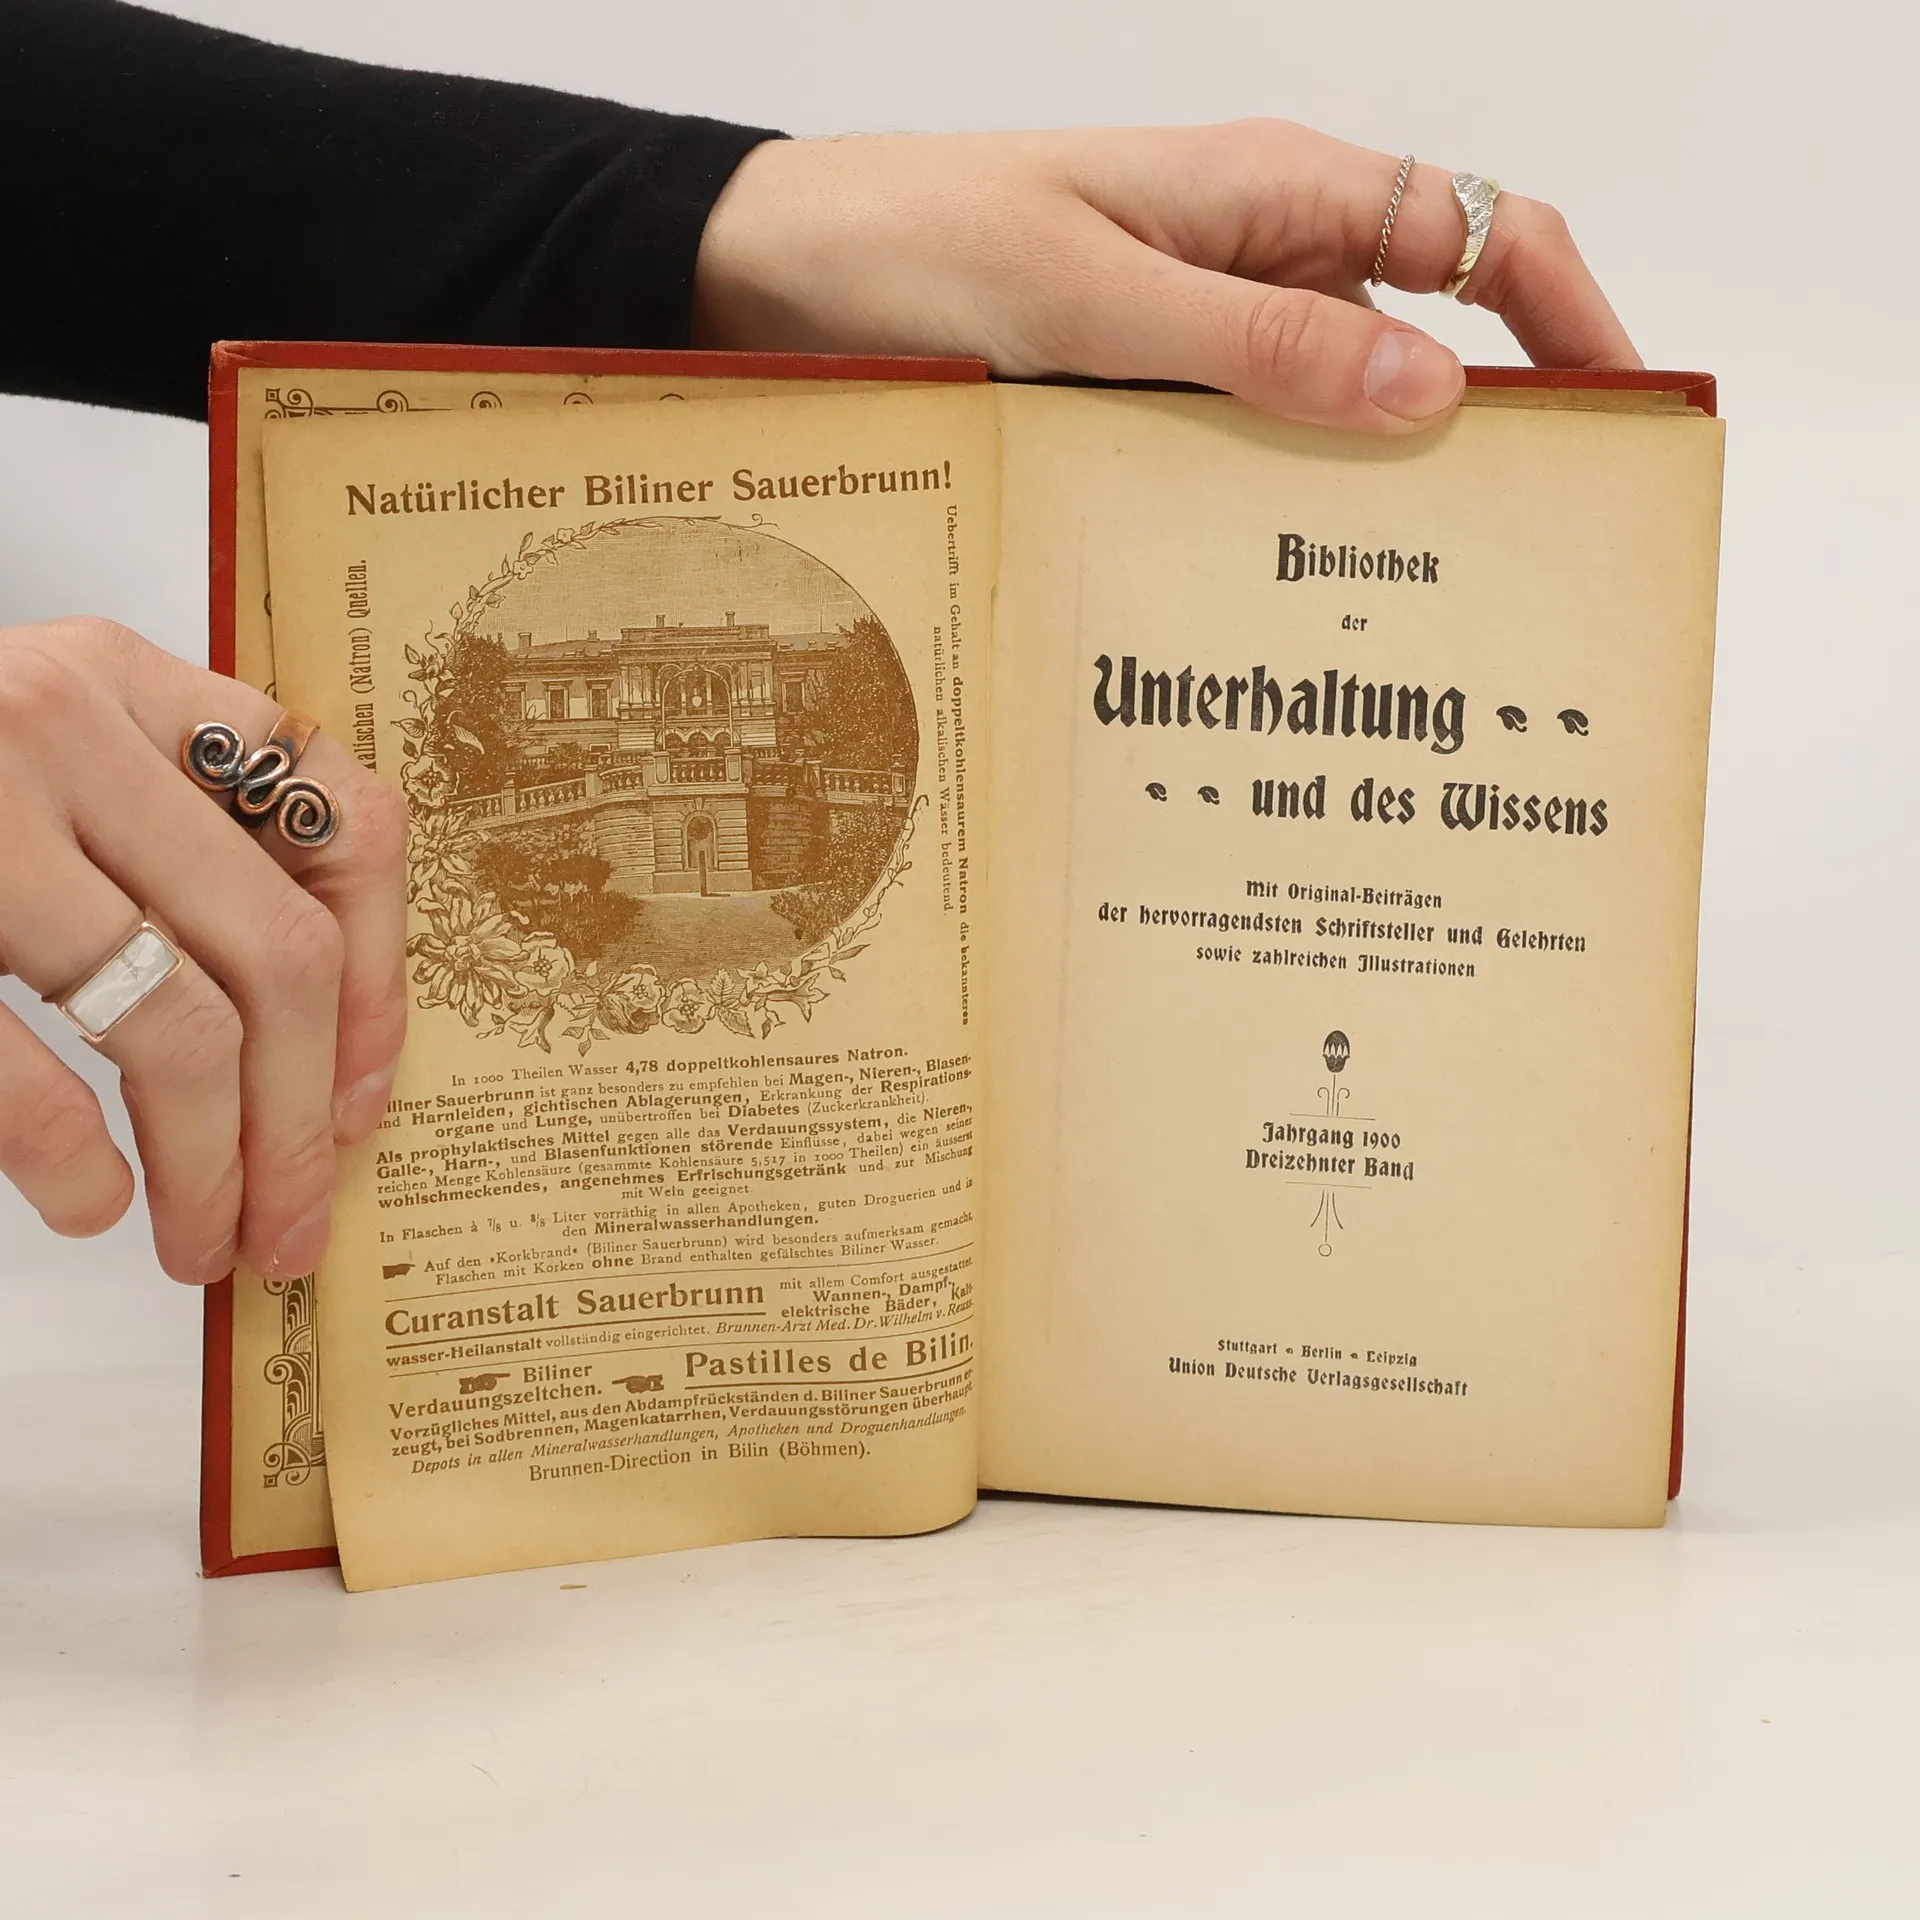 Natürlicher Biliner Sauerbrunn!
alischen (Natron) Quellen.
Uebertrifft im Gehalt an doppeltkohlensaurem Natron die bekannteren
natürlichen alkalischen Wässer bedeutend.
In 1000 Theilen Wasser 4,78 doppeltkohlensaures Natron.
iliner Sauerbrunn ist ganz besonders zu empfehlen bei Magen-, Nieren-, Blasen-
und Harnleiden, gichtischen Ablagerungen, Erkrankung der Respirations-
organe und Lunge, unübertroffen bei Diabetes (Zuckerkrankheit).
Als prophylaktisches Mittel gegen alle das Verdauungssystem, die Nieren-,
Galle-, Harn-, und Blasenfunktionen störende Einflüsse, dabei wegen seiner
reichen Menge Kohlensäure (gesammte Kohlensäure 5,517 in 1000 Theilen) ein äusserst
wohlschmeckendes, angenehmes Erfrischungsgetränk und zur Mischung
mit Wein geeignet.
In Flaschen à 7/8 u. 8/8 Liter vorräthig in allen Apotheken, guten Droguerien und in
den Mineralwasserhandlungen.
Auf den »Korkbrand« (Biliner Sauerbrunn) wird besonders aufmerksam gemacht,
Flaschen mit Korken ohne Brand enthalten gefälschtes Biliner Wasser.
Curanstalt Sauerbrunn mit allem Comfort ausgestattet.
Wannen-, Dampf-,
elektrische Bäder, Kalt-
wasser-Heilanstalt vollständig eingerichtet. Brunnen-Arzt Med. Dr. Wilhelm v. Reuss.
Biliner
Verdauungszeltchen.
Pastilles de Bilin.
Vorzügliches Mittel, aus den Abdampfrückständen d. Biliner Sauerbrunn er-
zeugt, bei Sodbrennen, Magenkatarrhen, Verdauungsstörungen überhaupt.
Depots in allen Mineralwasserhandlungen, Apotheken und Droguenhandlungen.
Brunnen-Direction in Bilin (Böhmen).
Bibliothek
der
Unterhaltung
und des Wissens
Mit Original-Beiträgen
der hervorragendsten Schriftsteller und Gelehrten
sowie zahlreichen Illustrationen
Jahrgang 1900
Dreizehnter Band
Stuttgart Berlin Leipzig
Union Deutsche Verlagsgesellschaft